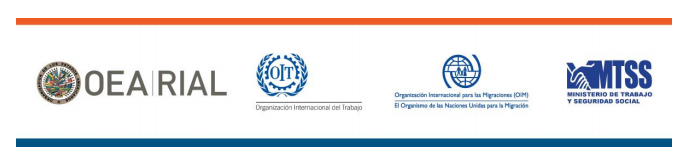 OEA RIAL
OIT
Organización Internacional del Trabajo
Organización Internacional para las Migraciones (OIM)
El Organismo de las Naciones Unidas para la Migración
MTSS
MINISTERIO DE TRABAJO
Y SEGURIDAD SOCIAL